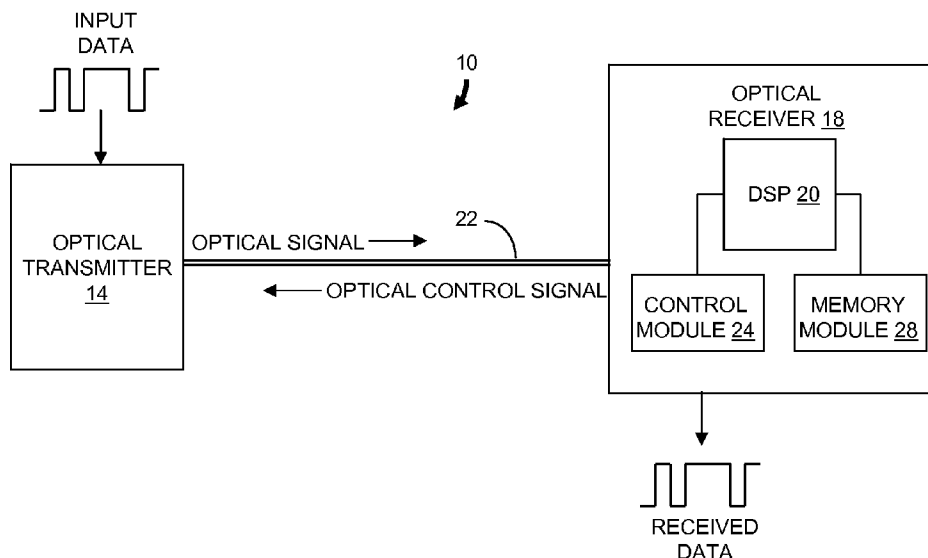 INPUT
DATA
10
OPTICAL
RECEIVER 18
DSP 20
OPTICAL
TRANSMITTER
14
OPTICAL SIGNAL
22
OPTICAL CONTROL SIGNAL
CONTROL
MODULE 24
MEMORY
MODULE 28
RECEIVED
DATA